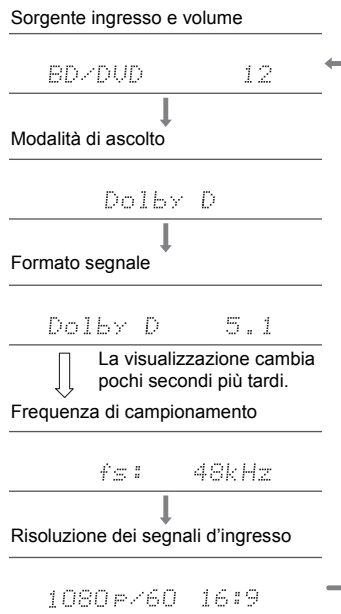 Sorgente ingresso e volume
BD/DVD 12
Modalità di ascolto
Dolby D
Formato segnale
Dolby D 5.1
La visualizzazione cambia
pochi secondi più tardi.
Frequenza di campionamento
fs: 48kHz
Risoluzione dei segnali d'ingresso
1080p/60 16:9